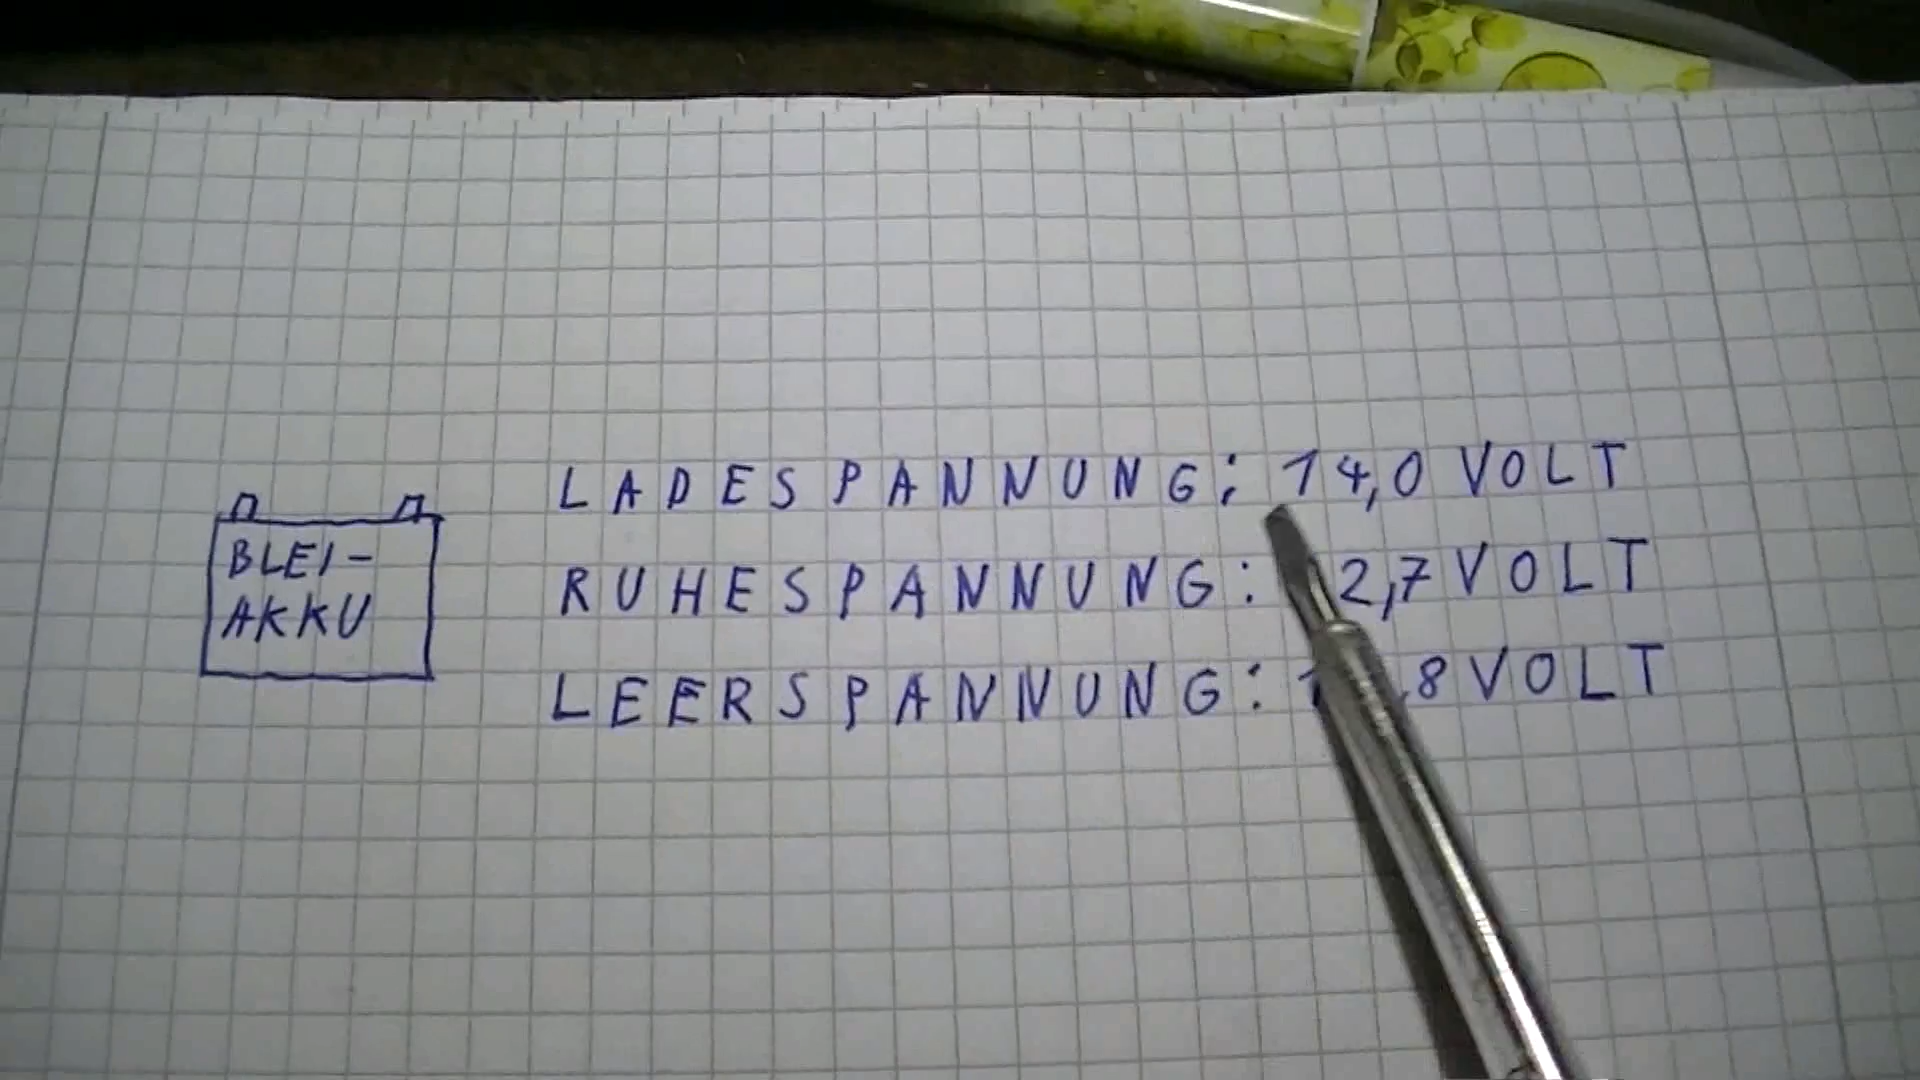 BLEI-
AKKU
LADESPANNUNG: 14,0 VOLT
RUHESPANNUNG: 2,7 VOLT
LEERSPANNUNG: ,8 VOLT